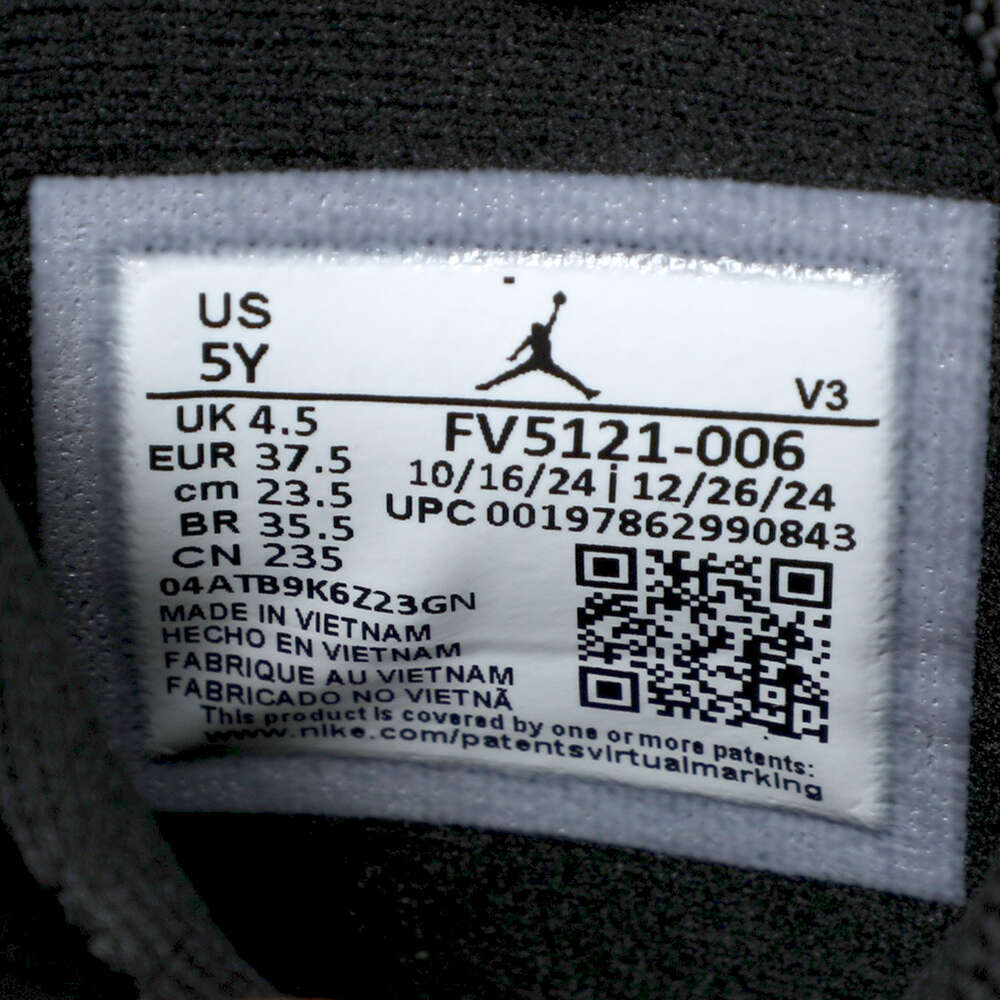 US
5Y
V3
UK 4.5
EUR 37.5
cm 23.5
BR 35.5
CN 235
FV5121-006
10/16/24 | 12/26/24
UPC 00197862990843
04ATB9K6Z23GN
MADE IN VIETNAM
HECHO EN VIETNAM
FABRIQUE AU VIETNAM
FABRICADO NO VIETNÃ
This product is covered by one or more patents:
www.nike.com/patentsvirtualmarking